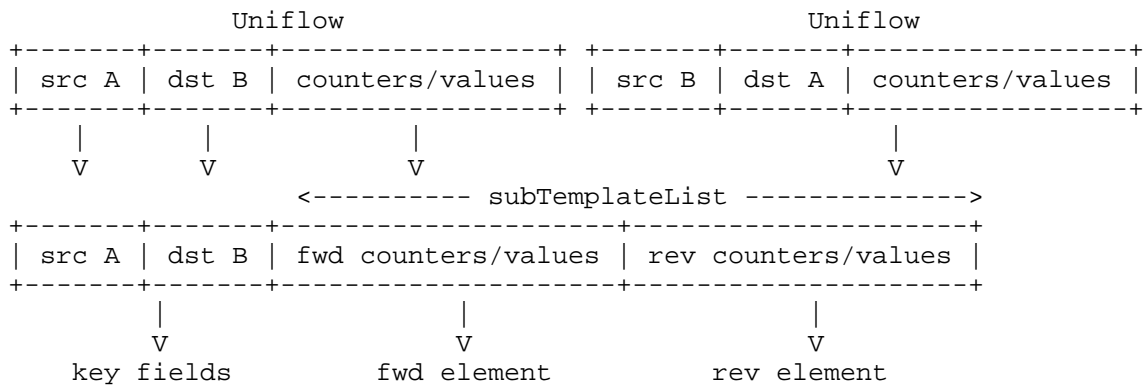 Uniflow                                Uniflow
+-------+-------+-----------------+ +-------+-------+-----------------+
| src A | dst B | counters/values | | src B | dst A | counters/values |
+-------+-------+-----------------+ +-------+-------+-----------------+
    |       |            |                             |
    V       V            V                             V
                  <---------- subTemplateList -------------->
+-------+-------+---------------------+---------------------+
| src A | dst B | fwd counters/values | rev counters/values |
+-------+-------+---------------------+---------------------+
         |                  |                     |
         V                  V                     V
    key fields         fwd element           rev element